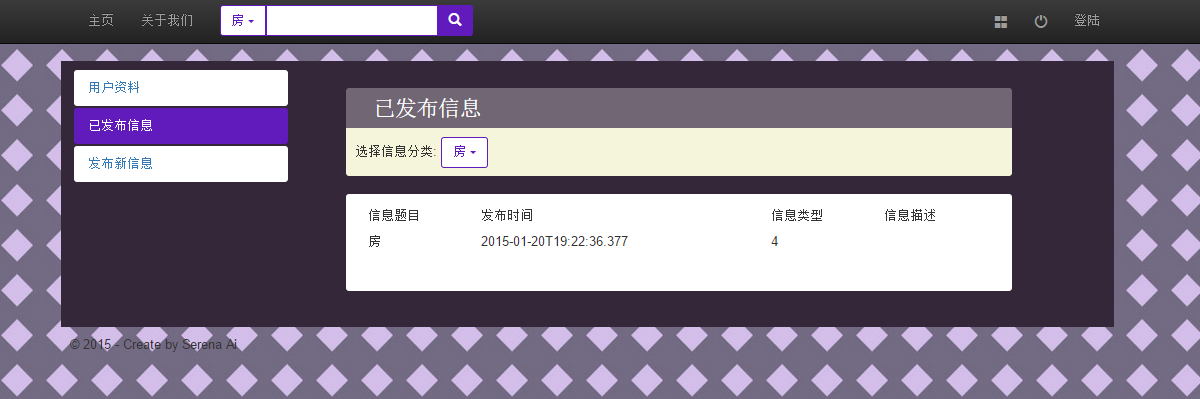 主页 关于我们 房 登陆
用户资料
已发布信息
发布新信息
已发布信息
选择信息分类: 房
信息题目 发布时间 信息类型 信息描述
房 2015-01-20T19:22:36.377 4
© 2015 - Create by Serena Ai.